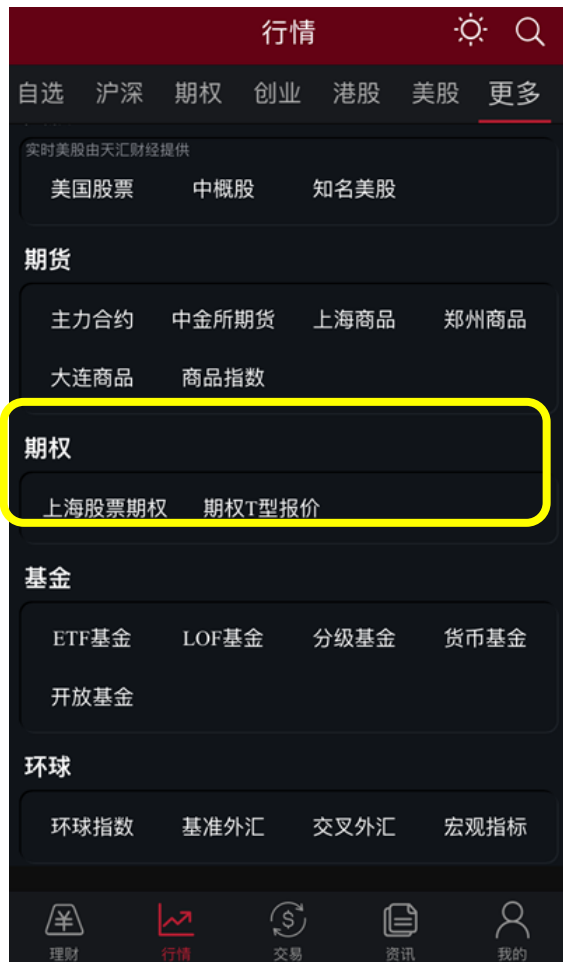 行情
自选 沪深 期权 创业 港股 美股 更多
实时美股由天汇财经提供
美国股票 中概股 知名美股
期货
主力合约 中金所期货 上海商品 郑州商品
大连商品 商品指数
期权
上海股票期权 期权T型报价
基金
ETF基金 LOF基金 分级基金 货币基金
开放基金
环球
环球指数 基准外汇 交叉外汇 宏观指标
理财 行情 交易 资讯 我的